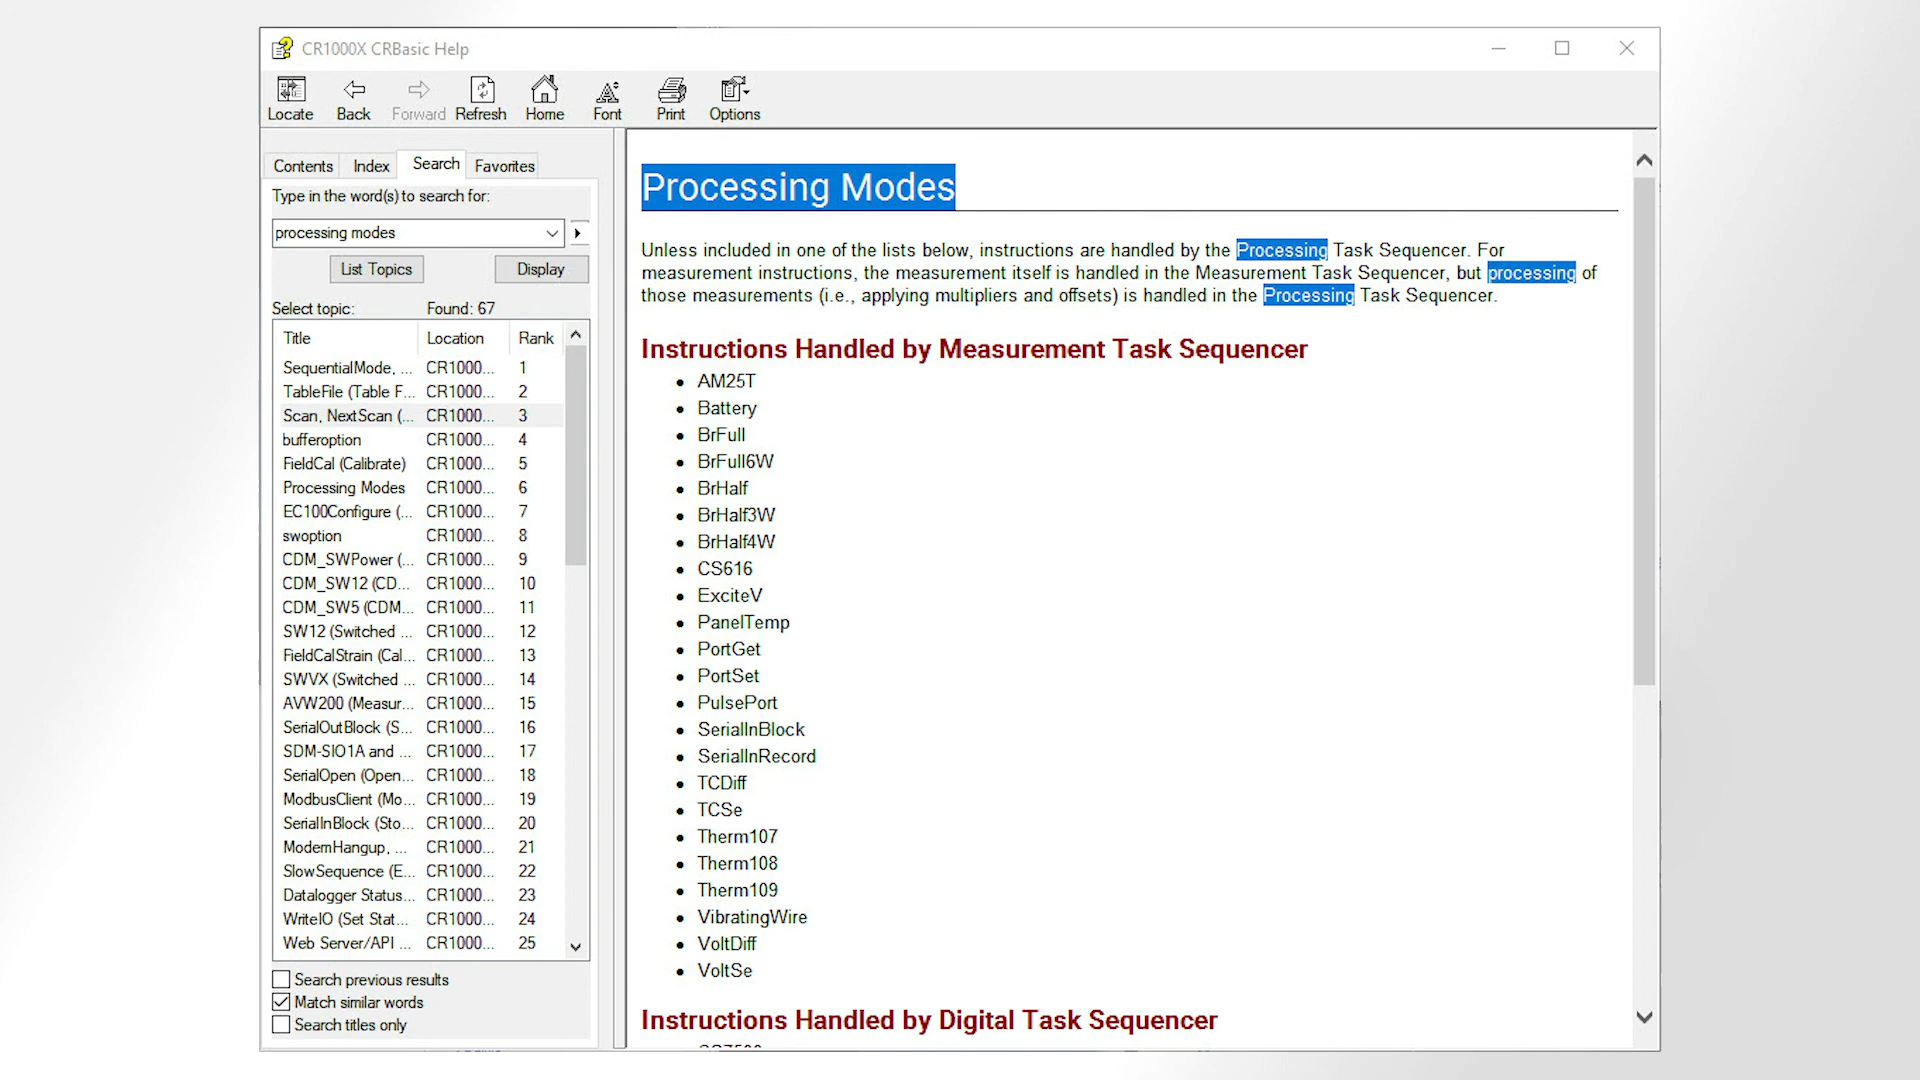 CR1000X CRBasic Help
Locate Back Forward Refresh Home Font Print Options
Contents Index Search Favorites
Type in the word(s) to search for:
processing modes
List Topics Display
Select topic: Found: 67
Title Location Rank
SequentialMode, ... CR1000... 1
TableFile (Table F... CR1000... 2
Scan, NextScan (... CR1000... 3
bufferoption CR1000... 4
FieldCal (Calibrate) CR1000... 5
Processing Modes CR1000... 6
EC100Configure (... CR1000... 7
swoption CR1000... 8
CDM_SWPower (... CR1000... 9
CDM_SW12 (CD... CR1000... 10
CDM_SW5 (CDM... CR1000... 11
SW12 (Switched ... CR1000... 12
FieldCalStrain (Cal... CR1000... 13
SWVX (Switched ... CR1000... 14
AVW200 (Measur... CR1000... 15
SerialOutBlock (S... CR1000... 16
SDM-SIO1A and ... CR1000... 17
SerialOpen (Open... CR1000... 18
ModbusClient (Mo... CR1000... 19
SerialInBlock (Sto... CR1000... 20
ModemHangup, ... CR1000... 21
SlowSequence (E... CR1000... 22
Datalogger Status... CR1000... 23
WriteIO (Set Stat... CR1000... 24
Web Server/API ... CR1000... 25
Search previous results
Match similar words
Search titles only
Processing Modes
Unless included in one of the lists below, instructions are handled by the Processing Task Sequencer. For
measurement instructions, the measurement itself is handled in the Measurement Task Sequencer, but processing of
those measurements (i.e., applying multipliers and offsets) is handled in the Processing Task Sequencer.
Instructions Handled by Measurement Task Sequencer
• AM25T
• Battery
• BrFull
• BrFull6W
• BrHalf
• BrHalf3W
• BrHalf4W
• CS616
• ExciteV
• PanelTemp
• PortGet
• PortSet
• PulsePort
• SerialInBlock
• SerialInRecord
• TCDiff
• TCSe
• Therm107
• Therm108
• Therm109
• VibratingWire
• VoltDiff
• VoltSe
Instructions Handled by Digital Task Sequencer